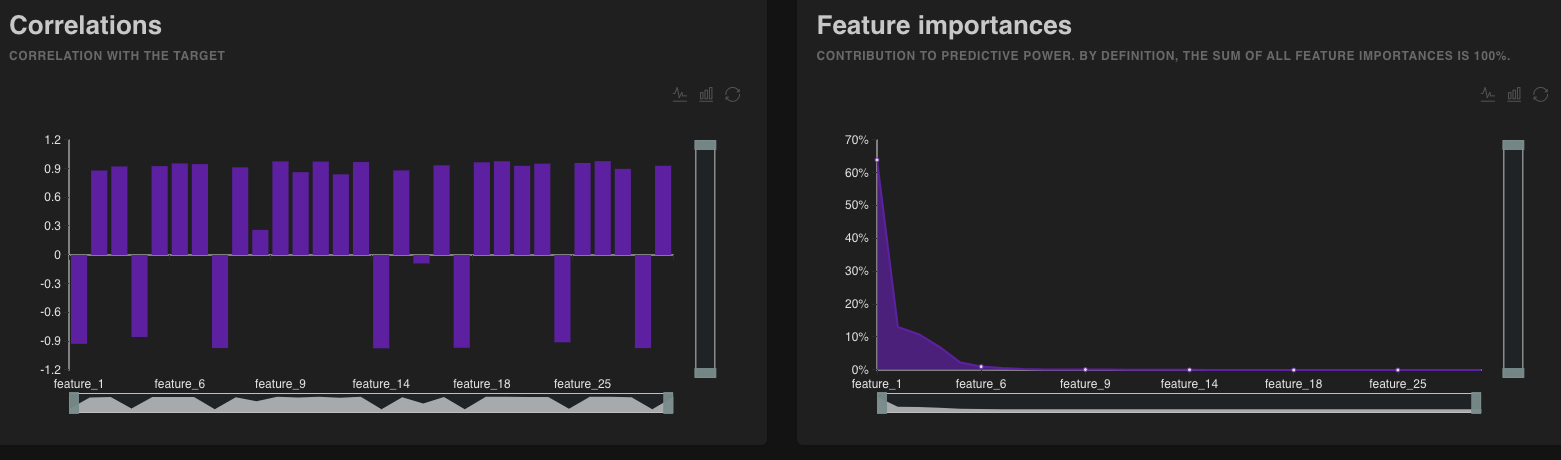 Correlations
CORRELATION WITH THE TARGET
1.2
0.9
0.6
0.3
0
-0.3
-0.6
-0.9
-1.2
feature_1 feature_6 feature_9 feature_14 feature_18 feature_25
Feature importances
CONTRIBUTION TO PREDICTIVE POWER. BY DEFINITION, THE SUM OF ALL FEATURE IMPORTANCES IS 100%.
70%
60%
50%
40%
30%
20%
10%
0%
feature_1 feature_6 feature_9 feature_14 feature_18 feature_25